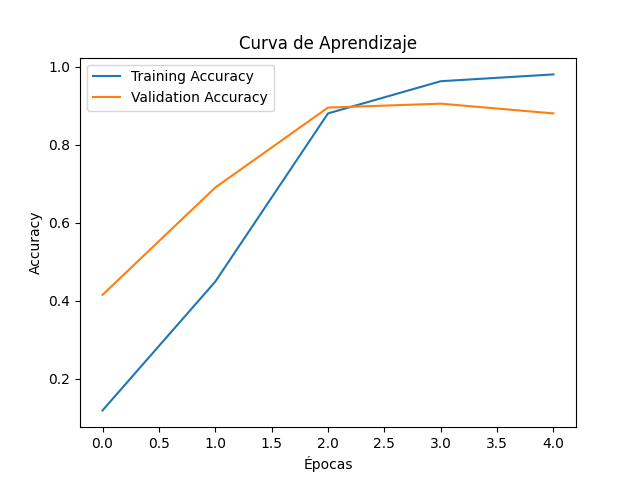 Curva de Aprendizaje
Training Accuracy
Validation Accuracy
1.0
0.8
0.6
0.4
0.2
Accuracy
0.0 0.5 1.0 1.5 2.0 2.5 3.0 3.5 4.0
Épocas